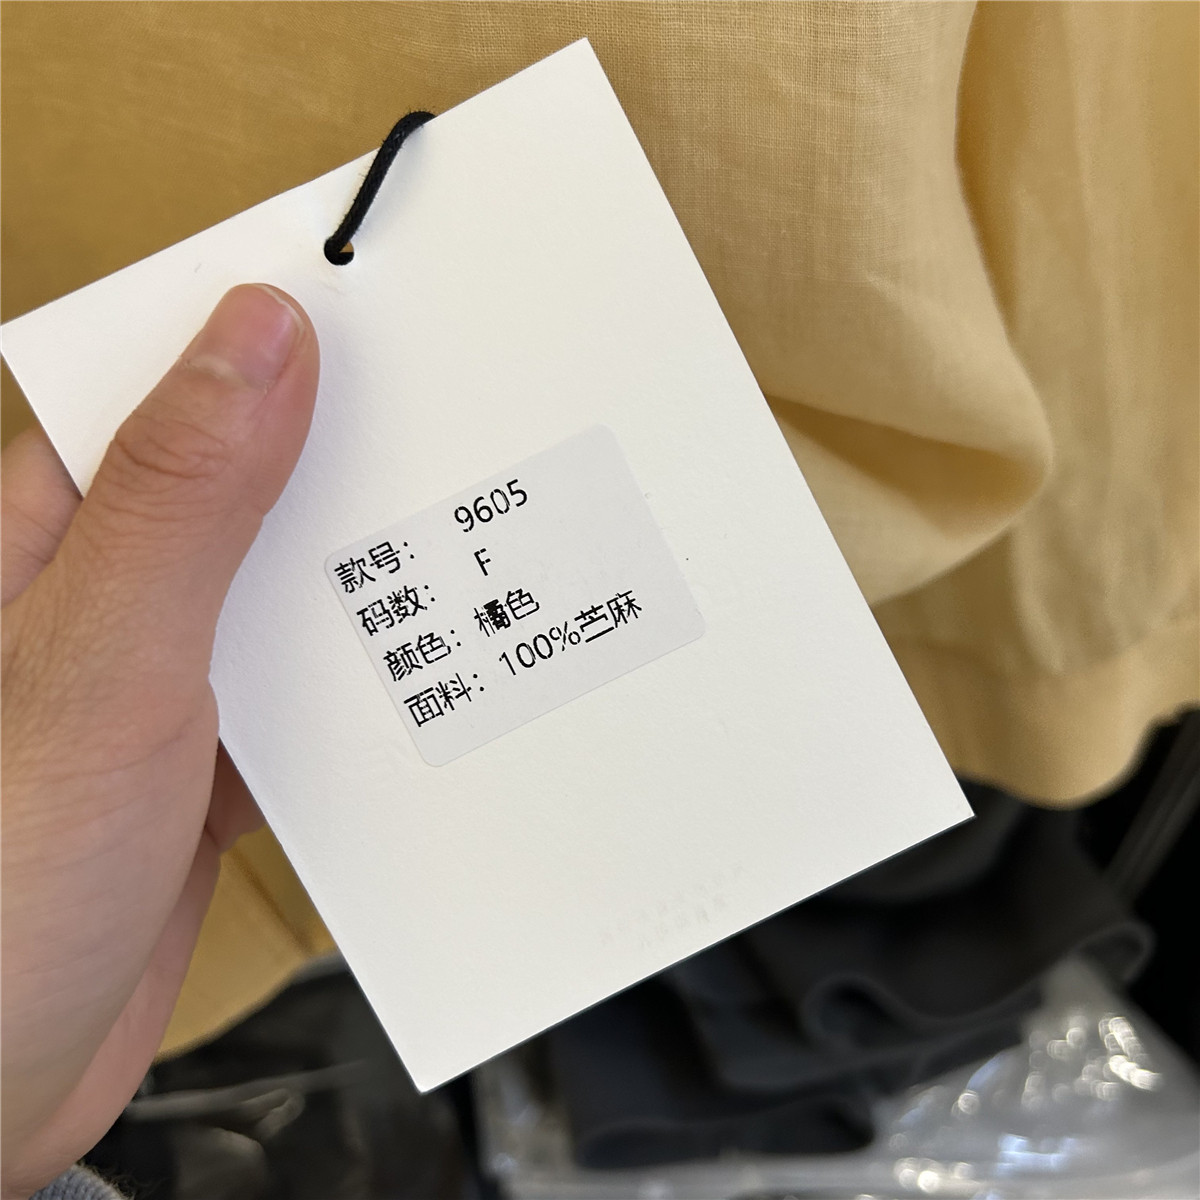 款号： 9605
码数： F
颜色： 橘色
面料： 100%苎麻